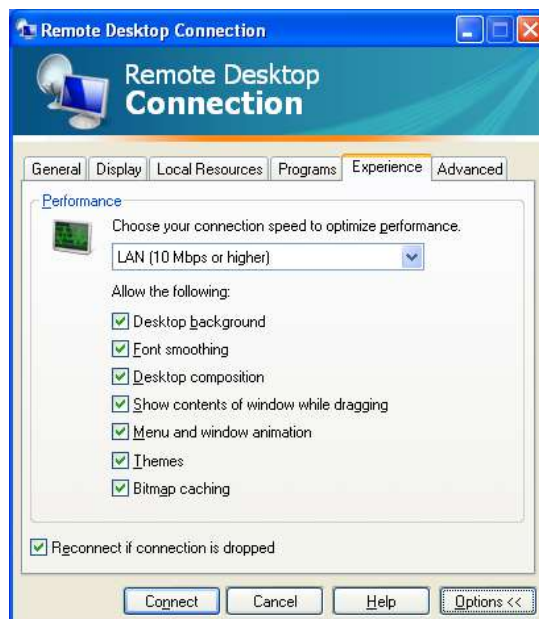 Remote Desktop Connection
Remote Desktop
Connection
General Display Local Resources Programs Experience Advanced
Performance
Choose your connection speed to optimize performance.
LAN (10 Mbps or higher)
Allow the following:
Desktop background
Font smoothing
Desktop composition
Show contents of window while dragging
Menu and window animation
Themes
Bitmap caching
Reconnect if connection is dropped
Connect Cancel Help Options <<